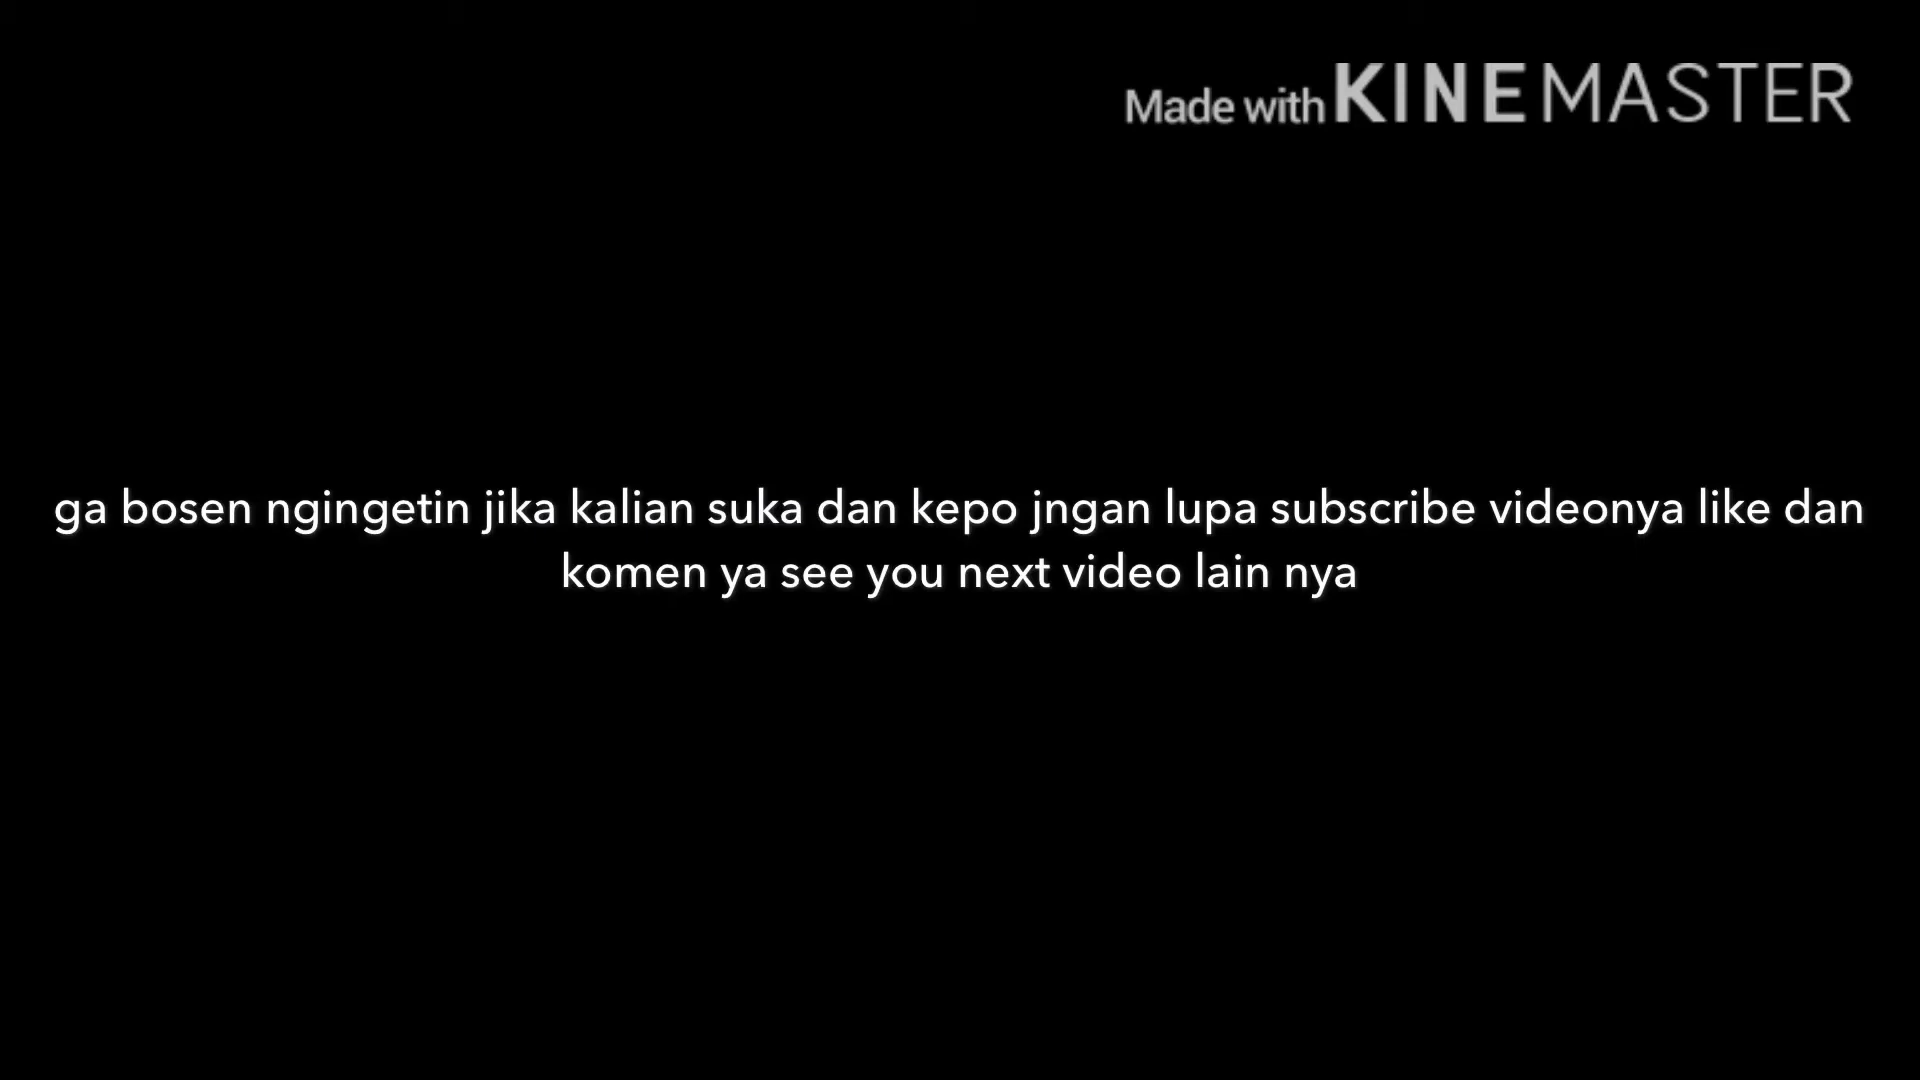 Made with KINEMASTER
ga bosen ngingetin jika kalian suka dan kepo jngan lupa subscribe videonya like dan
komen ya see you next video lain nya